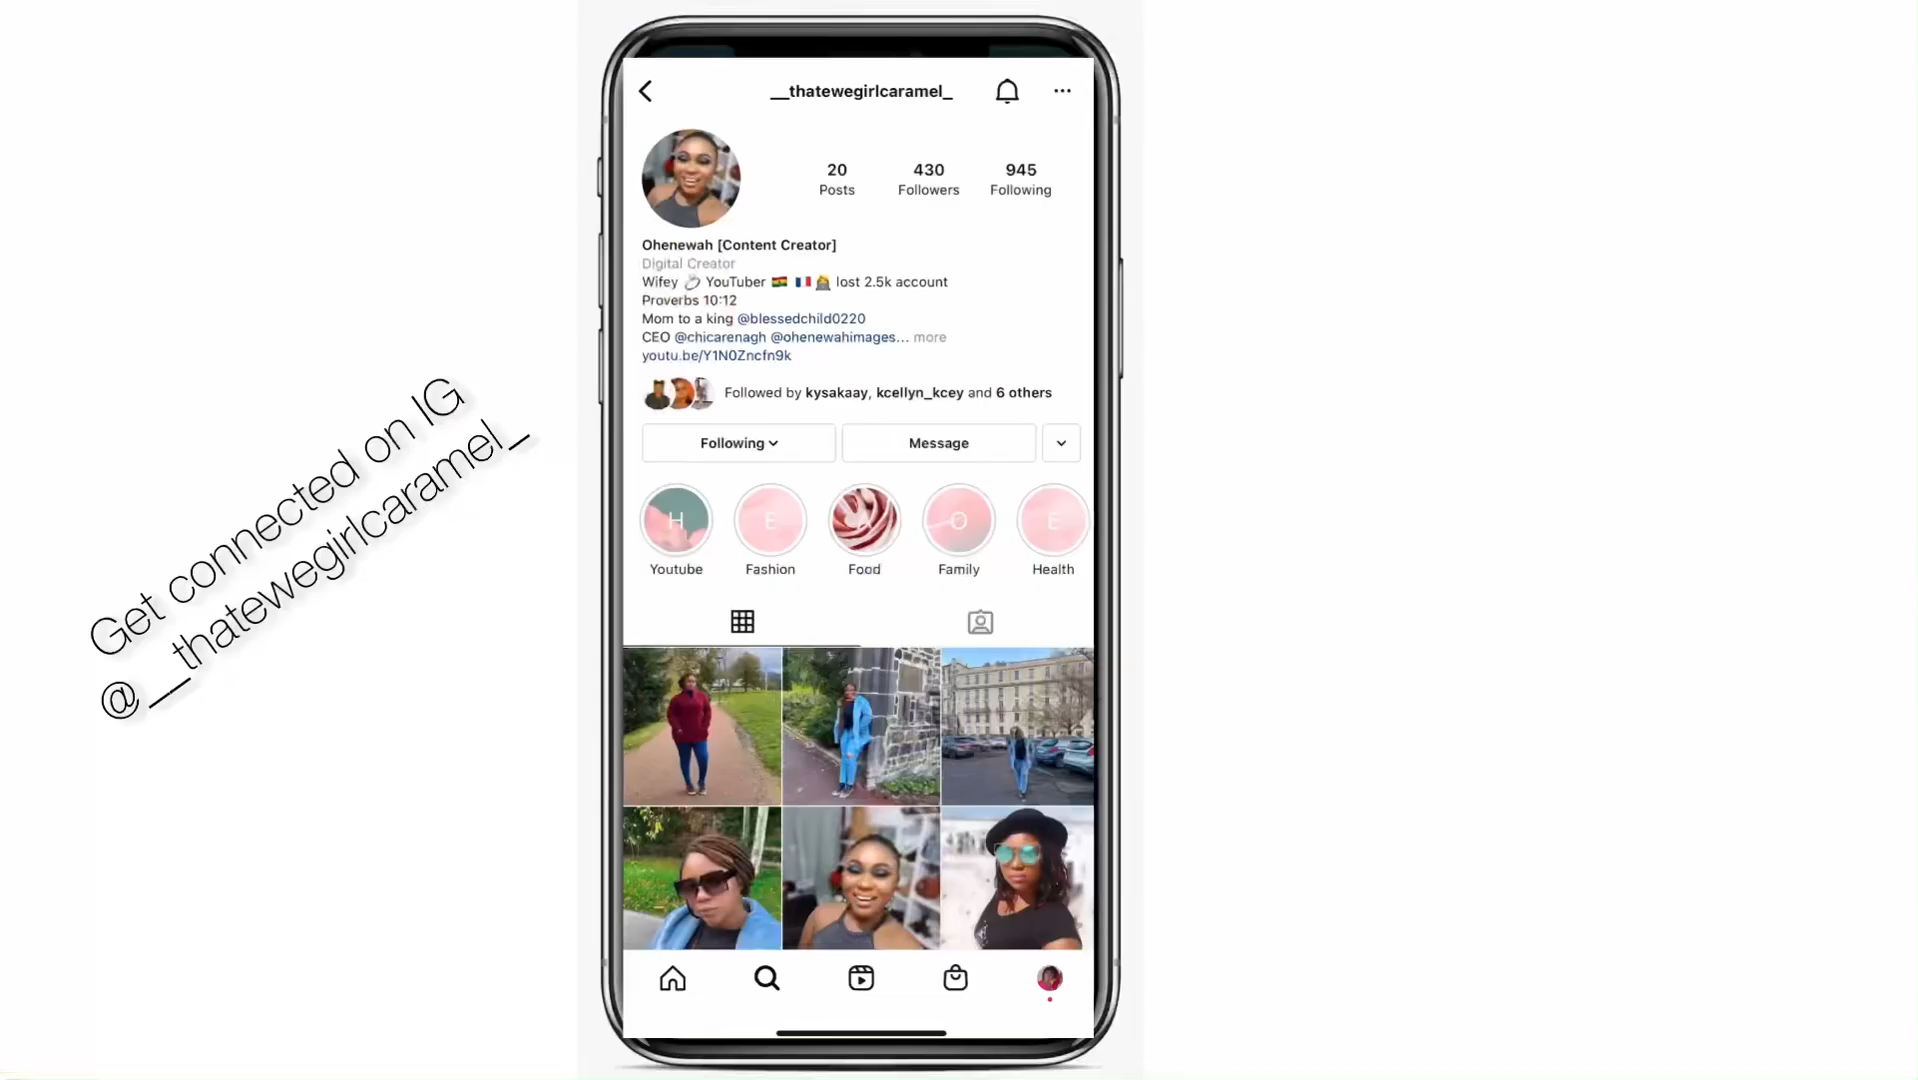 __thatewegirlcaramel_
20 430 945
Posts Followers Following
Ohenewah [Content Creator]
Digital Creator
Wifey 💍 YouTuber 🇬🇭 🇫🇷 🙋🏾‍♀️ lost 2.5k account
Proverbs 10:12
Mom to a king @blessedchild0220
CEO @chicarenagh @ohenewahimages... more
youtu.be/Y1N0Zncfn9k
Followed by kysakaay, kcellyn_kcey and 6 others
Following Message
H E O E
Youtube Fashion Food Family Health
Get connected on IG
@__thatewegirlcaramel_